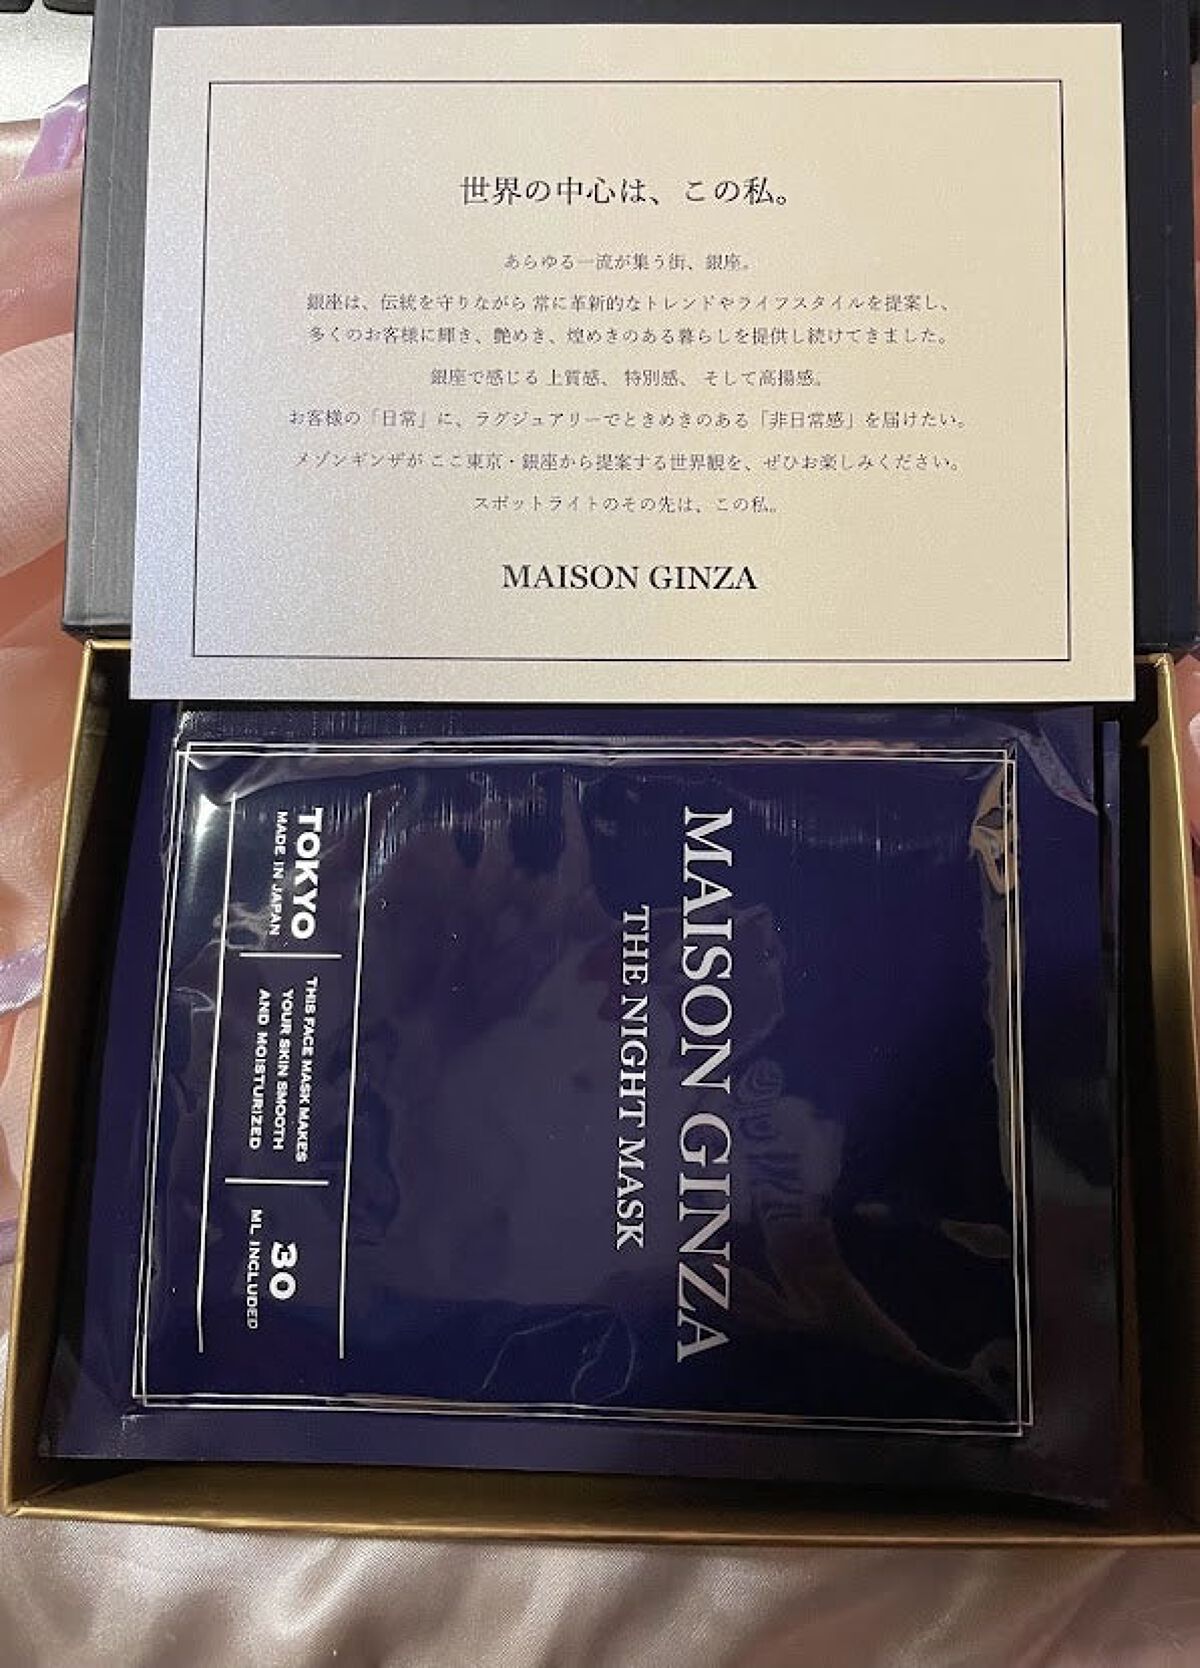 世界の中心は、この私。
あらゆる一流が集う街、銀座。
銀座は、伝統を守りながら 常に革新的なトレンドやライフスタイルを提案し、
多くのお客様に輝き、艶めき、煌めきのある暮らしを提供し続けてきました。
銀座で感じる 上質感、 特別感、 そして高揚感。
お客様の「日常」に、ラグジュアリーでときめきのある「非日常感」を届けたい。
メゾンギンザが ここ東京・銀座から提案する世界観を、ぜひお楽しみください。
スポットライトのその先は、この私。
MAISON GINZA
MAISON GINZA
THE NIGHT MASK
TOKYO
MADE IN JAPAN
THIS FACE MASK MAKES
YOUR SKIN SMOOTH
AND MOISTURIZED
30
ML INCLUDED